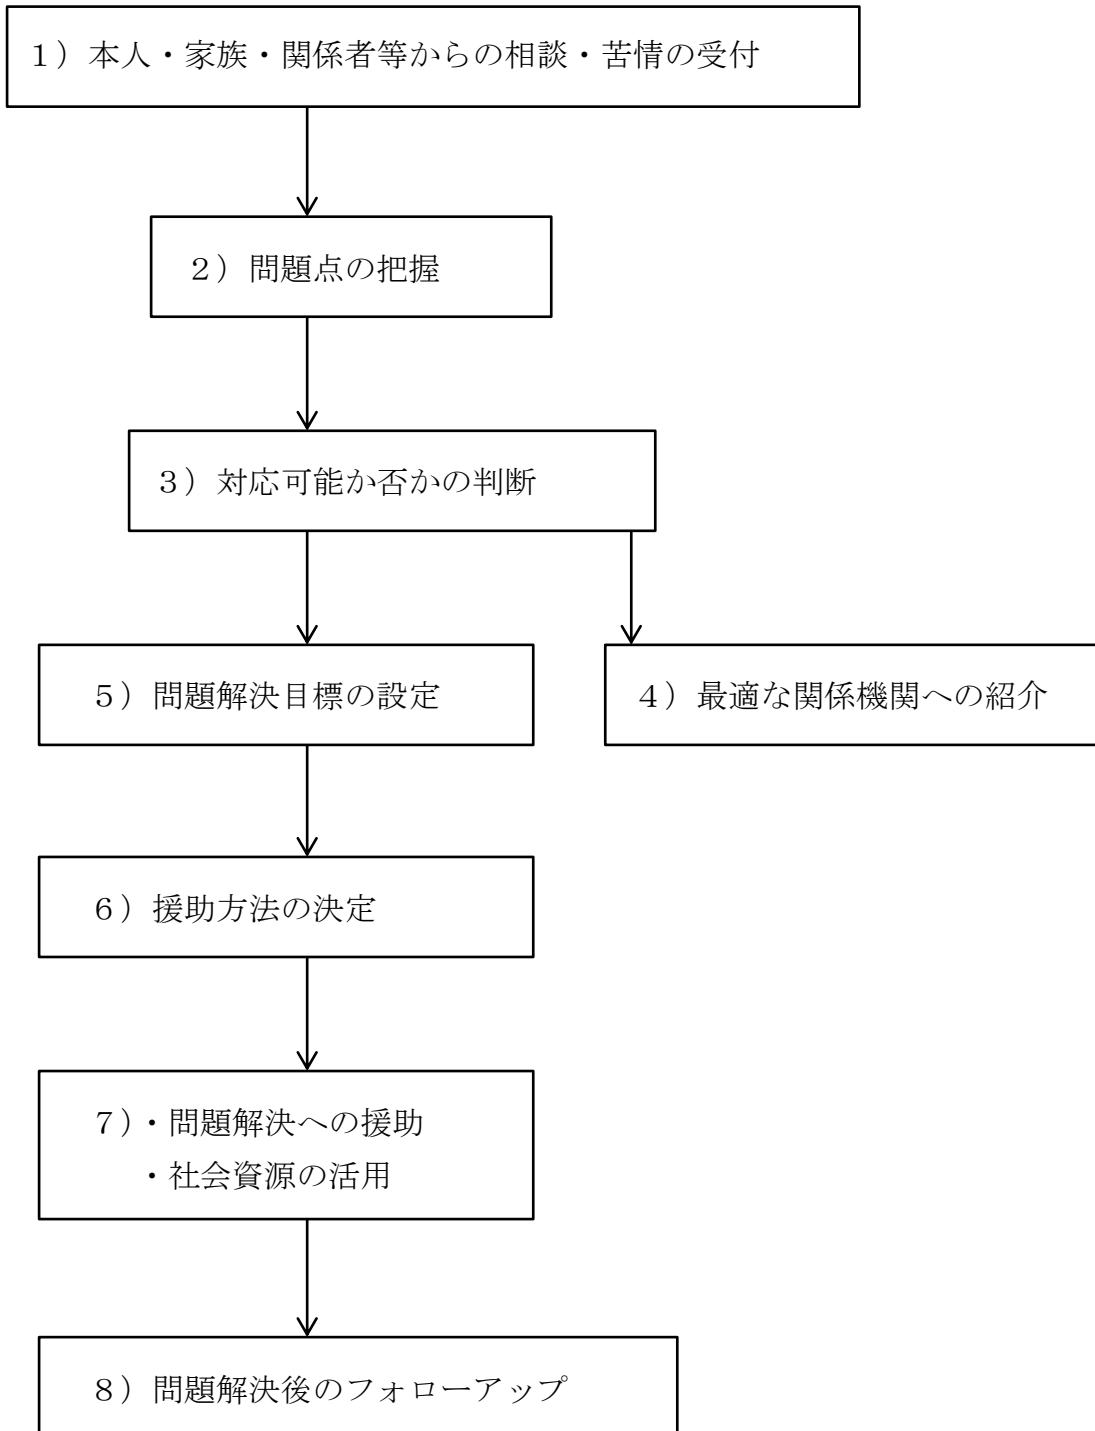 １）本人・家族・関係者等からの相談・苦情の受付
２）問題点の把握
３）対応可能か否かの判断
５）問題解決目標の設定
４）最適な関係機関への紹介
６）援助方法の決定
７）・問題解決への援助
・社会資源の活用
８）問題解決後のフォローアップ